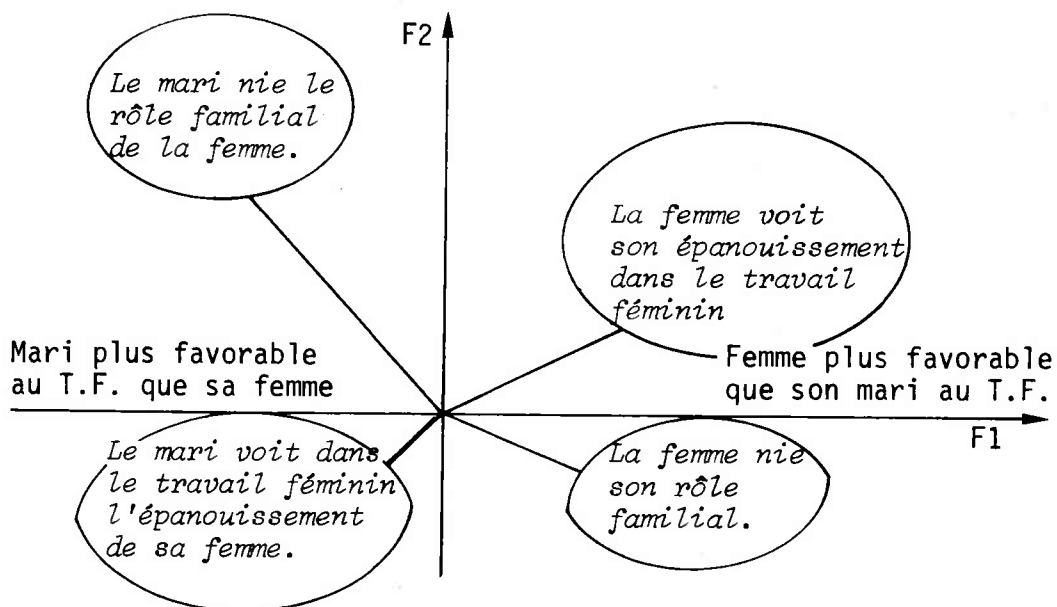 F2
Le mari nie le
rôle familial
de la femme.
La femme voit
son épanouissement
dans le travail
féminin
Mari plus favorable
au T.F. que sa femme
Femme plus favorable
que son mari au T.F.
F1
Le mari voit dans
le travail féminin
l'épanouissement
de sa femme.
La femme nie
son rôle
familial.